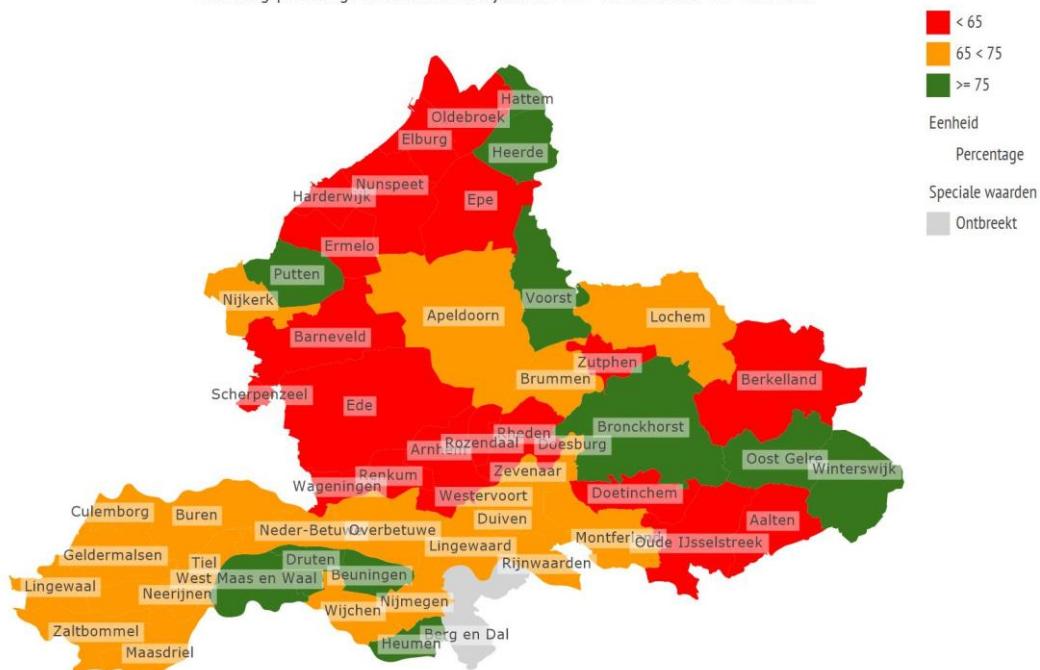 < 65
65 < 75
>= 75
Eenheid
Percentage
Speciale waarden
Ontbreekt
Hattem
Oldebroek
Elburg
Heerde
Nunspeet
Harderwijk
Epe
Ermelo
Putten
Nijkerk
Voorst
Apeldoorn
Lochem
Barneveld
Zutphen
Brummen
Berkelland
Scherpenzeel
Ede
Bronckhorst
Rheden
Rozendaal
Doesburg
Arnhem
Oost Gelre
Winterswijk
Zevenaar
Renkum
Wageningen
Westervoort
Doetinchem
Culemborg
Buren
Duiven
Aalten
Neder-Betuwe
Overbetuwe
Montferland
Oude IJsselstreek
Lingewaard
Geldermalsen
Tiel
Druten
Rijnwaarden
West Maas en Waal
Beuningen
Lingewaal
Neerijnen
Nijmegen
Wijchen
Zaltbommel
Berg en Dal
Heumen
Maasdriel